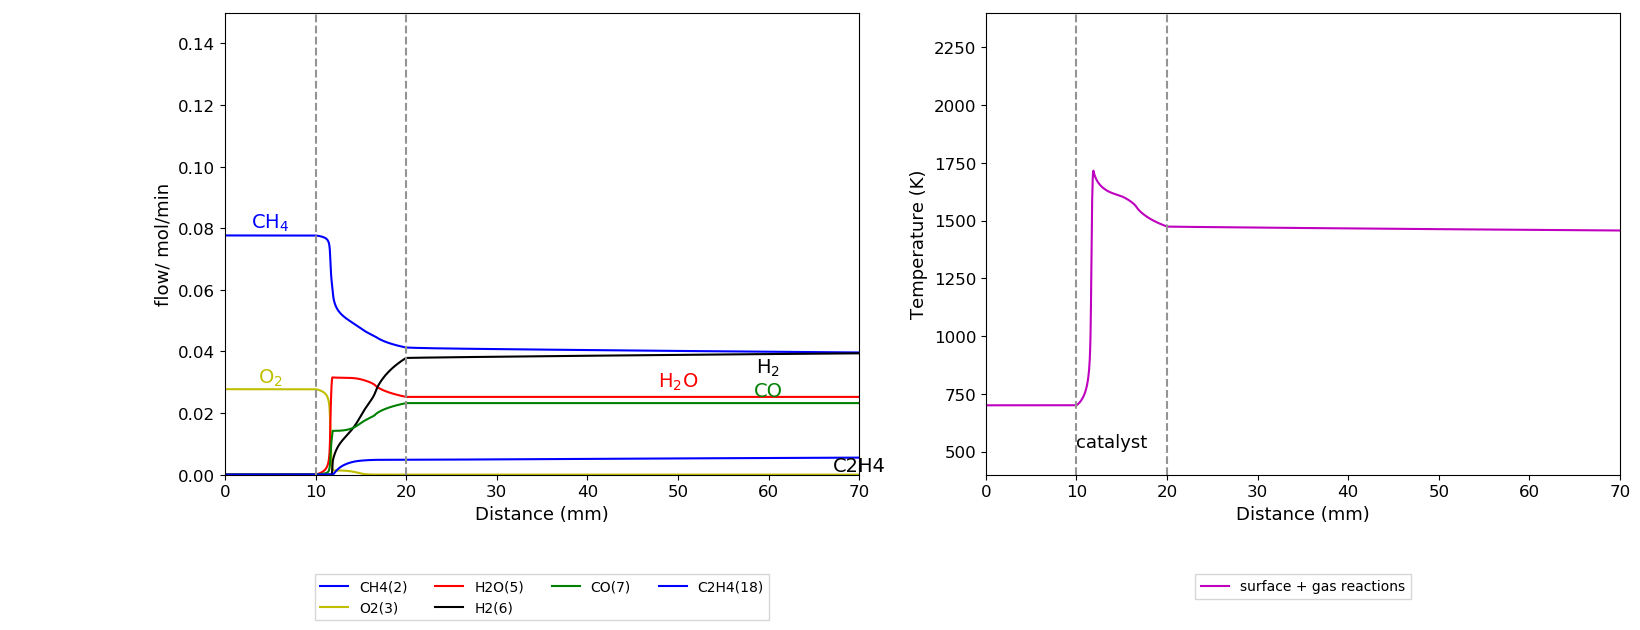 0.14
0.12
0.10
0.08
0.06
0.04
0.02
0.00
flow/ mol/min
CH4
O2
H2
H2O
CO
C2H4
0 10 20 30 40 50 60 70
Distance (mm)
CH4(2) H2O(5) CO(7) C2H4(18)
O2(3) H2(6)
2250
2000
1750
1500
1250
1000
750
500
Temperature (K)
catalyst
0 10 20 30 40 50 60 70
Distance (mm)
surface + gas reactions